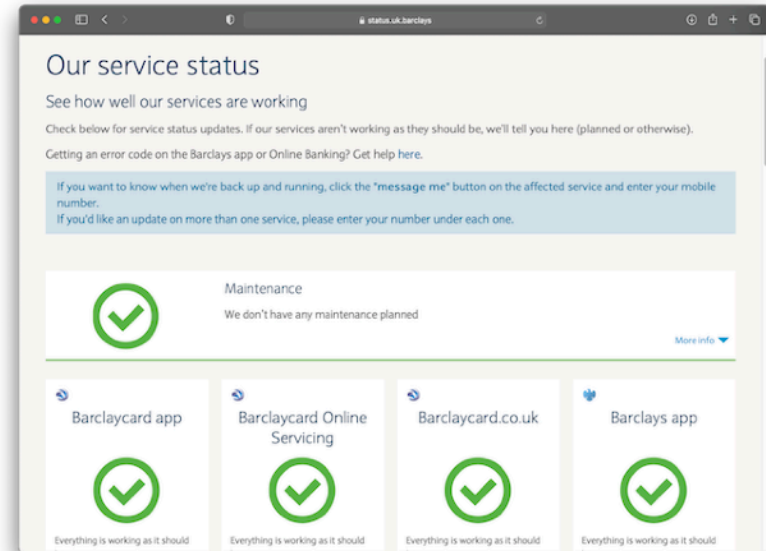 status.uk.barclays
Our service status
See how well our services are working
Check below for service status updates. If our services aren't working as they should be, we'll tell you here (planned or otherwise).
Getting an error code on the Barclays app or Online Banking? Get help here.
If you want to know when we're back up and running, click the "message me" button on the affected service and enter your mobile
number.
If you'd like an update on more than one service, please enter your number under each one.
Maintenance
We don't have any maintenance planned
More info
Barclaycard app
Everything is working as it should
Barclaycard Online
Servicing
Everything is working as it should
Barclaycard.co.uk
Everything is working as it should
Barclays app
Everything is working as it should